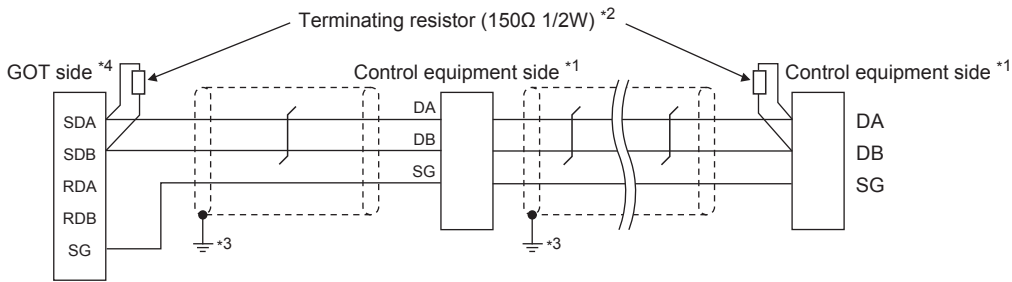 Terminating resistor (150Ω 1/2W) *2
GOT side *4
Control equipment side *1
Control equipment side *1
SDA
SDB
RDA
RDB
SG
DA
DB
SG
DA
DB
SG
*3
*3